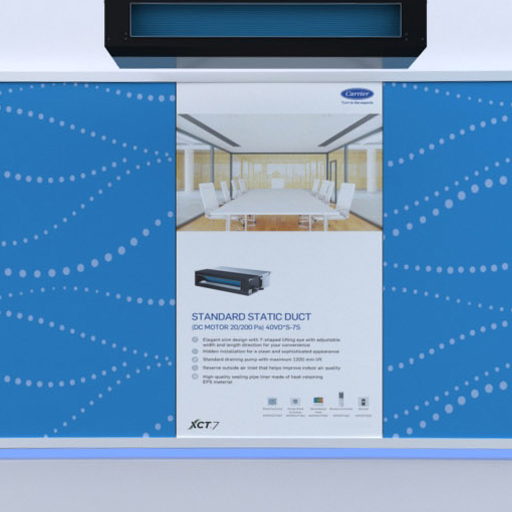 Carrier
Turn to the experts
STANDARD STATIC DUCT
(DC MOTOR 20/200 Pa) 40VD*S-7S
Elegant slim design with 7 shaped lifting eye with adjustable
width and length direction for your convenience
Hidden installation for a clean and sophisticated appearance
Standard draining pump with maximum 1200 mm lift
Reserve outside air inlet that helps improve indoor air quality
High-quality sealing pipe liner made of heat-retaining
EPS material
XCT7